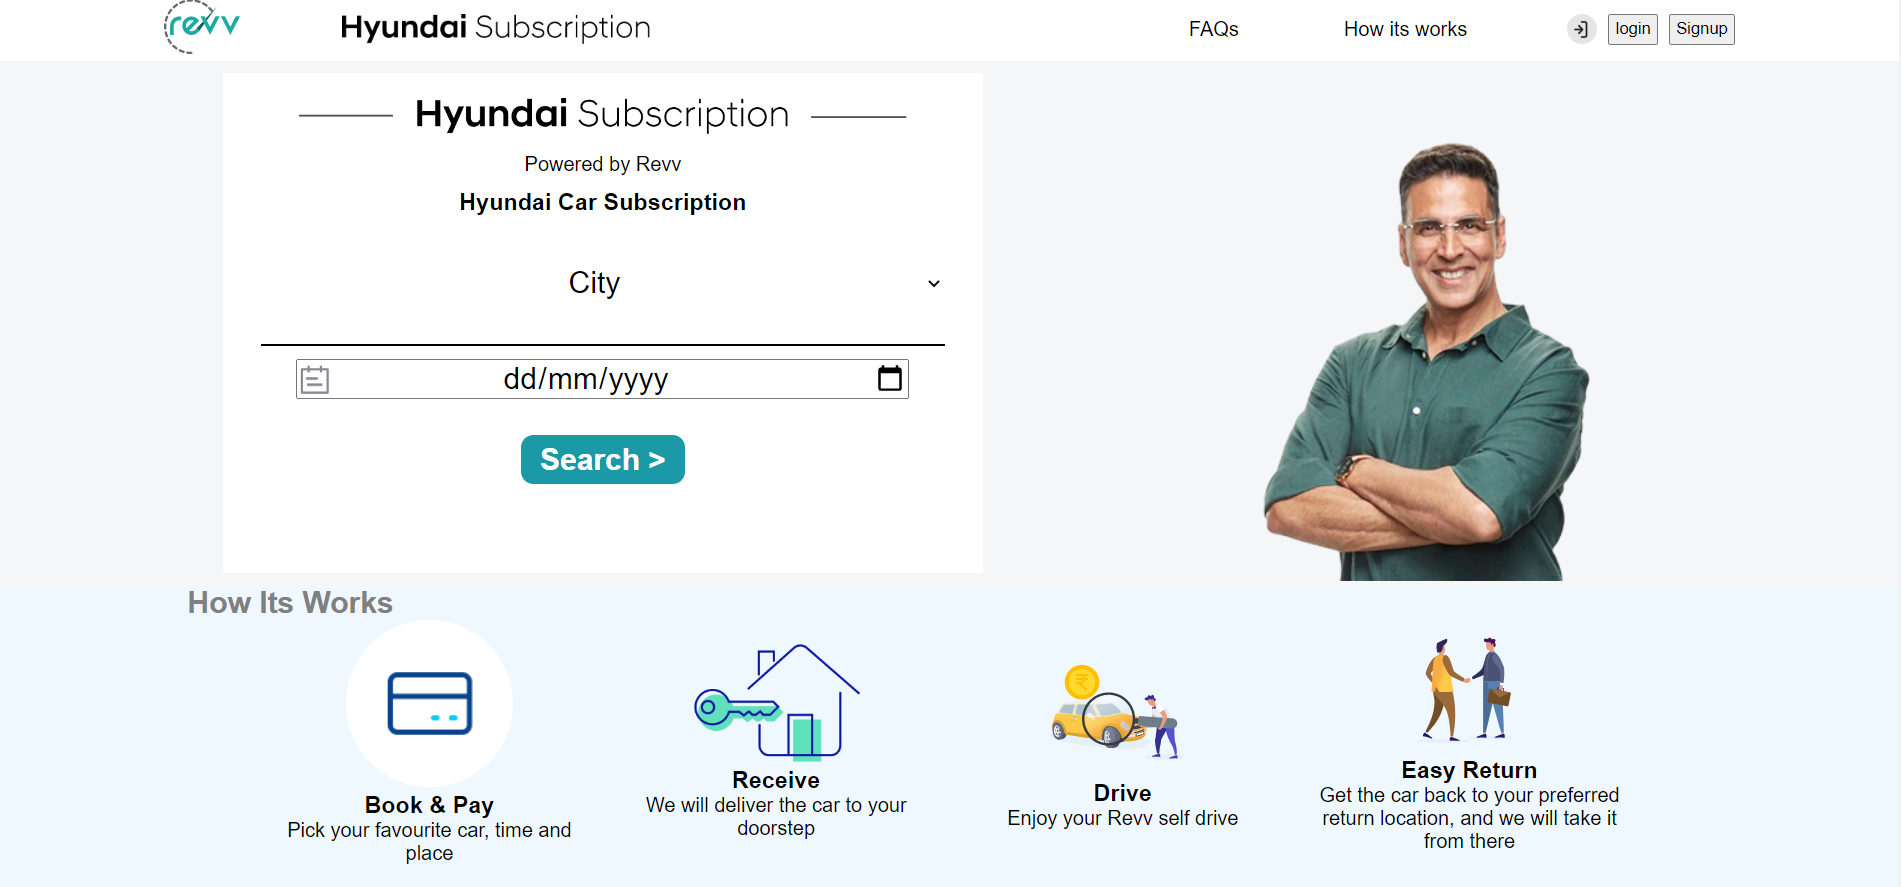 revv
Hyundai Subscription
FAQs
How its works
login
Signup
Hyundai Subscription
Powered by Revv
Hyundai Car Subscription
City
dd/mm/yyyy
Search >
How Its Works
₹
Book & Pay
Pick your favourite car, time and
place
Receive
We will deliver the car to your
doorstep
Drive
Enjoy your Revv self drive
Easy Return
Get the car back to your preferred
return location, and we will take it
from there